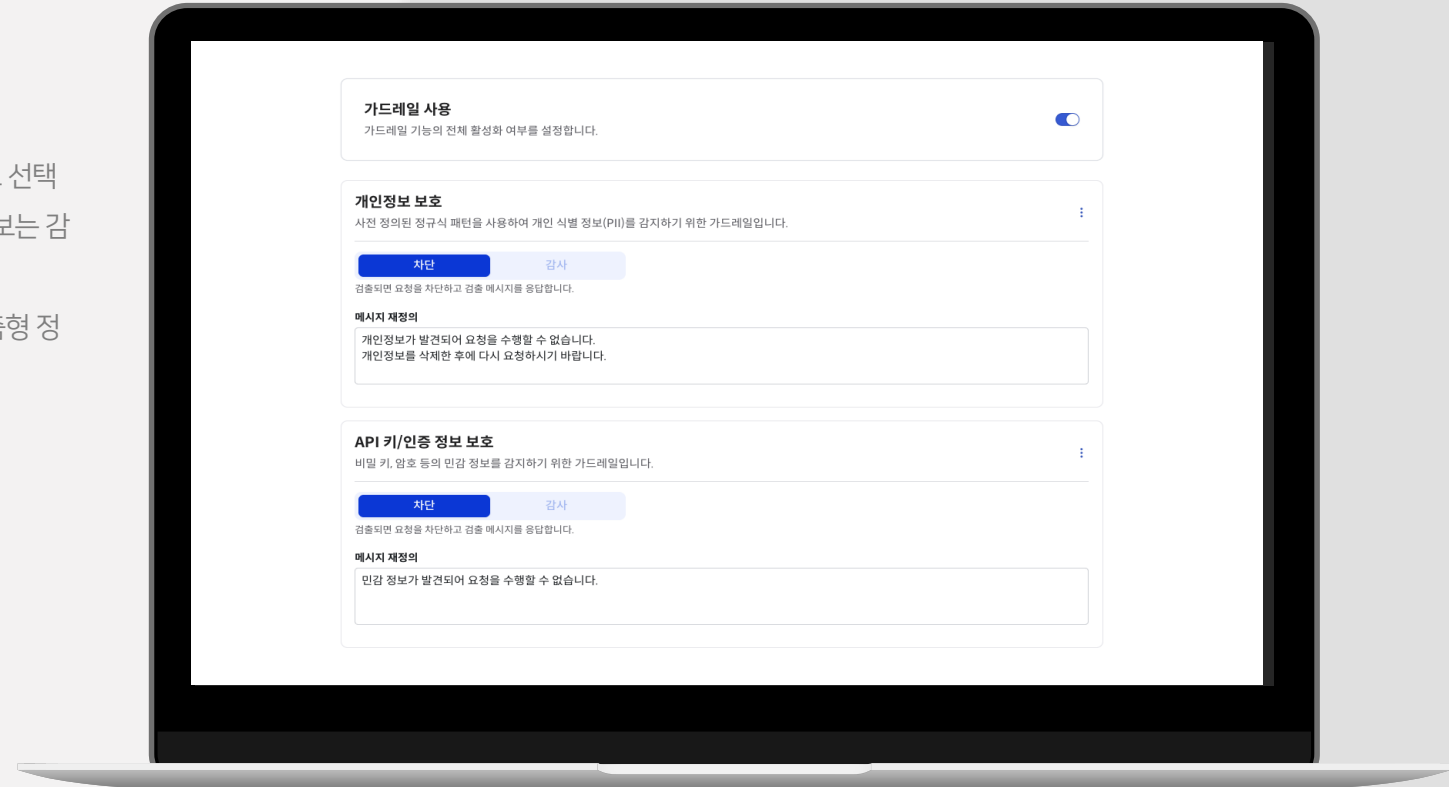 선택
보는 감
형 정
가드레일 사용
가드레일 기능의 전체 활성화 여부를 설정합니다.
개인정보 보호
사전 정의된 정규식 패턴을 사용하여 개인 식별 정보(PII)를 감지하기 위한 가드레일입니다.
차단 감사
검출되면 요청을 차단하고 검출 메시지를 응답합니다.
메시지 재정의
개인정보가 발견되어 요청을 수행할 수 없습니다.
개인정보를 삭제한 후에 다시 요청하시기 바랍니다.
API 키/인증 정보 보호
비밀 키, 암호 등의 민감 정보를 감지하기 위한 가드레일입니다.
차단 감사
검출되면 요청을 차단하고 검출 메시지를 응답합니다.
메시지 재정의
민감 정보가 발견되어 요청을 수행할 수 없습니다.